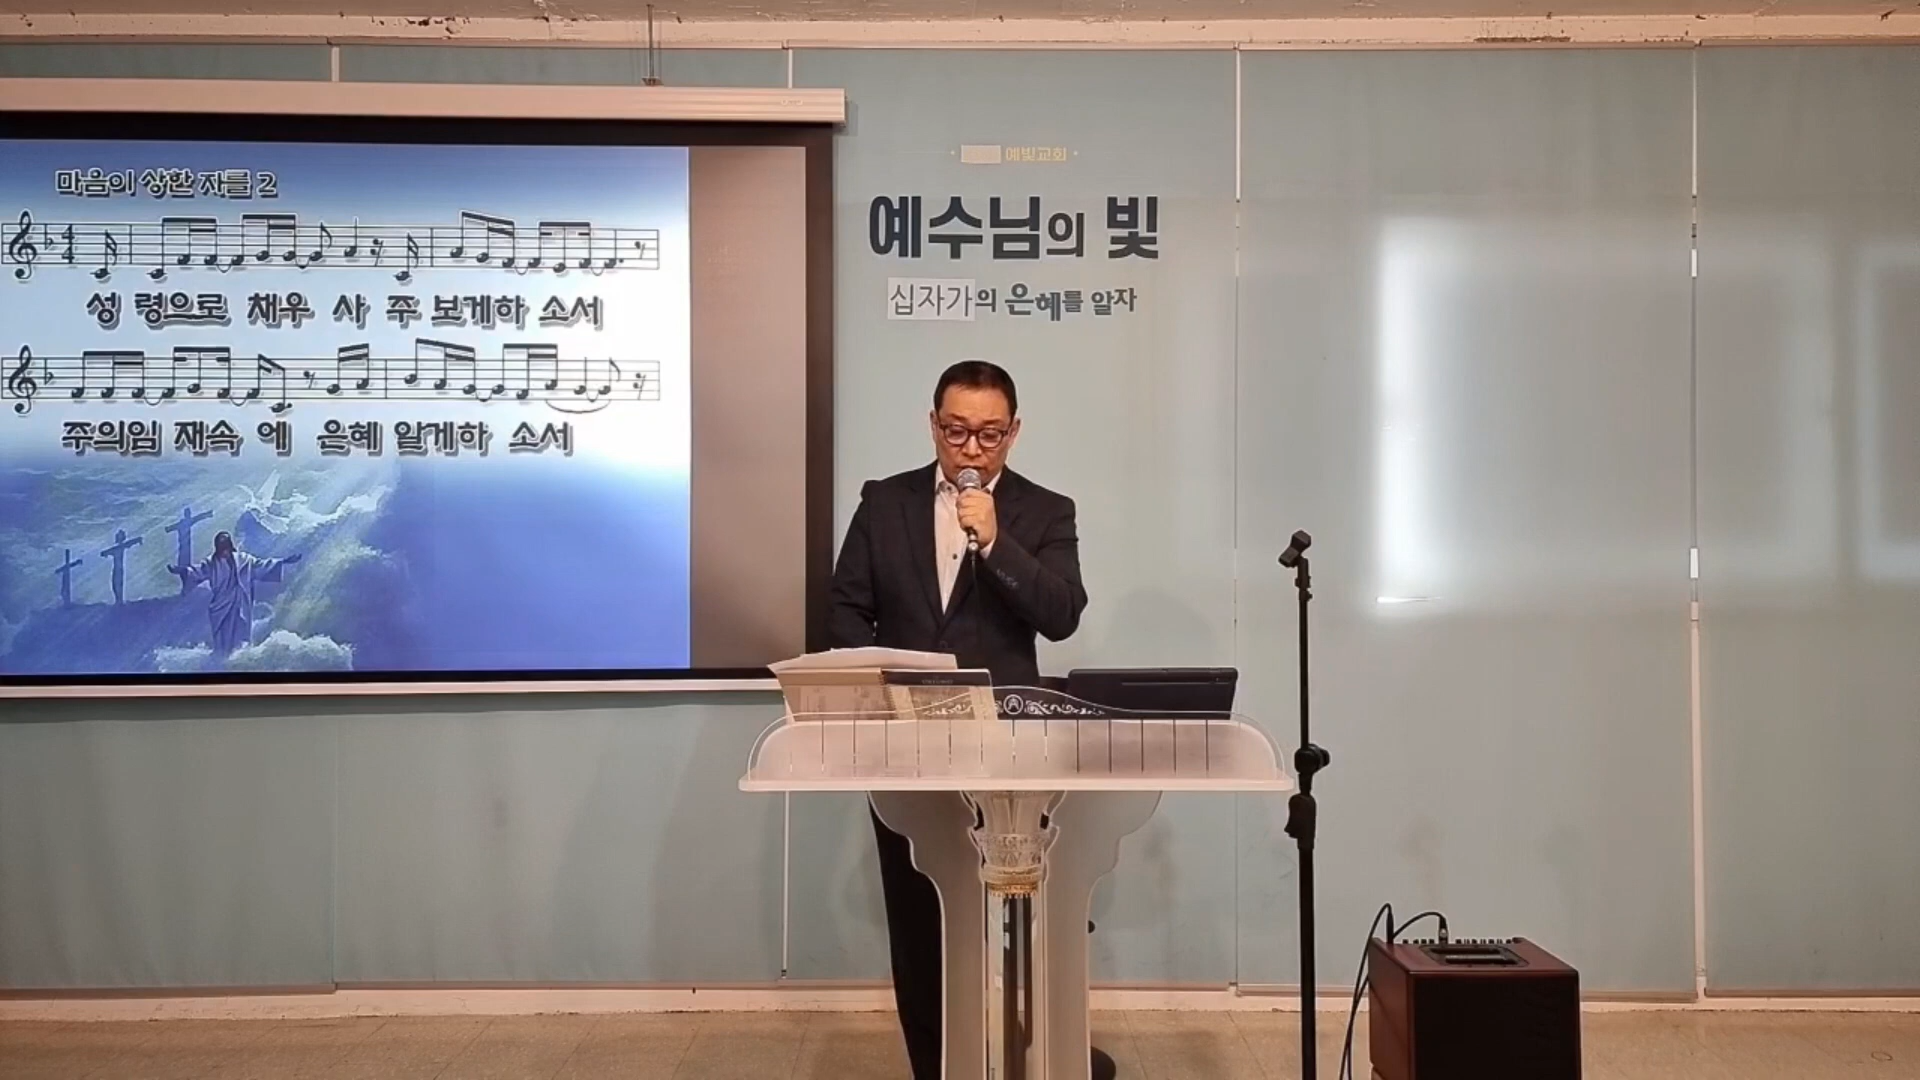 마음이 상한 자를 2
성 령으로 채우 사 주 보게하 소서
주의임 재속 에 은혜 알게하 소서
예빛교회
예수님의 빛
십자가의 은혜를 알자